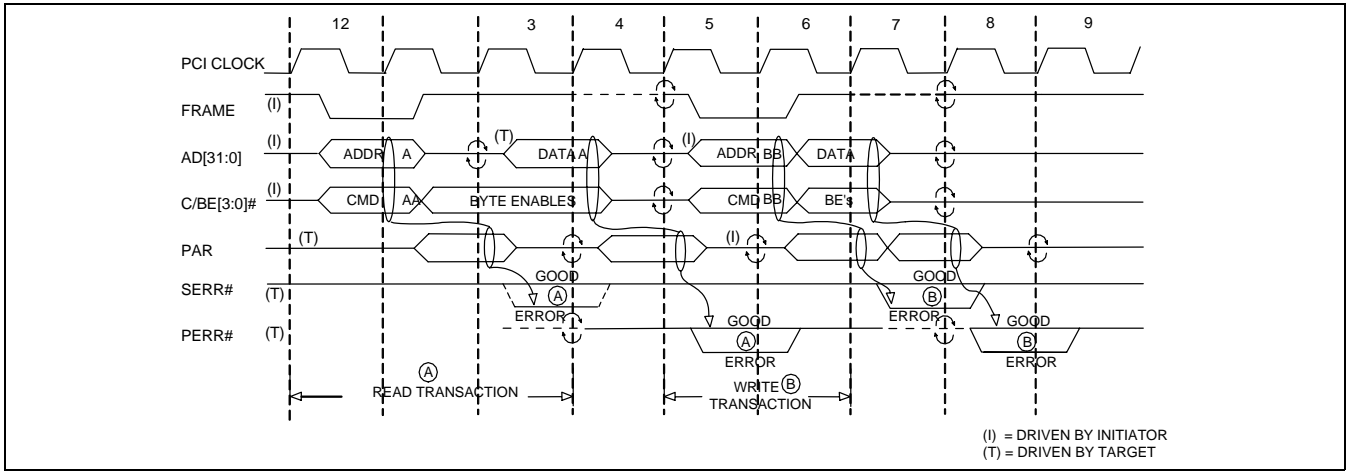 12 3 4 5 6 7 8 9
PCI CLOCK
FRAME (I)
(T) (I)
AD[31:0] (I) ADDR A DATA A ADDR BB DATA
C/BE[3:0]# (I) CMD AA BYTE ENABLES CMD BB BE's
PAR (T) (I)
GOOD GOOD
SERR# (T) A B
ERROR ERROR
PERR# (T) GOOD GOOD
A B
ERROR ERROR
A
READ TRANSACTION
WRITE B
TRANSACTION
(I) = DRIVEN BY INITIATOR
(T) = DRIVEN BY TARGET